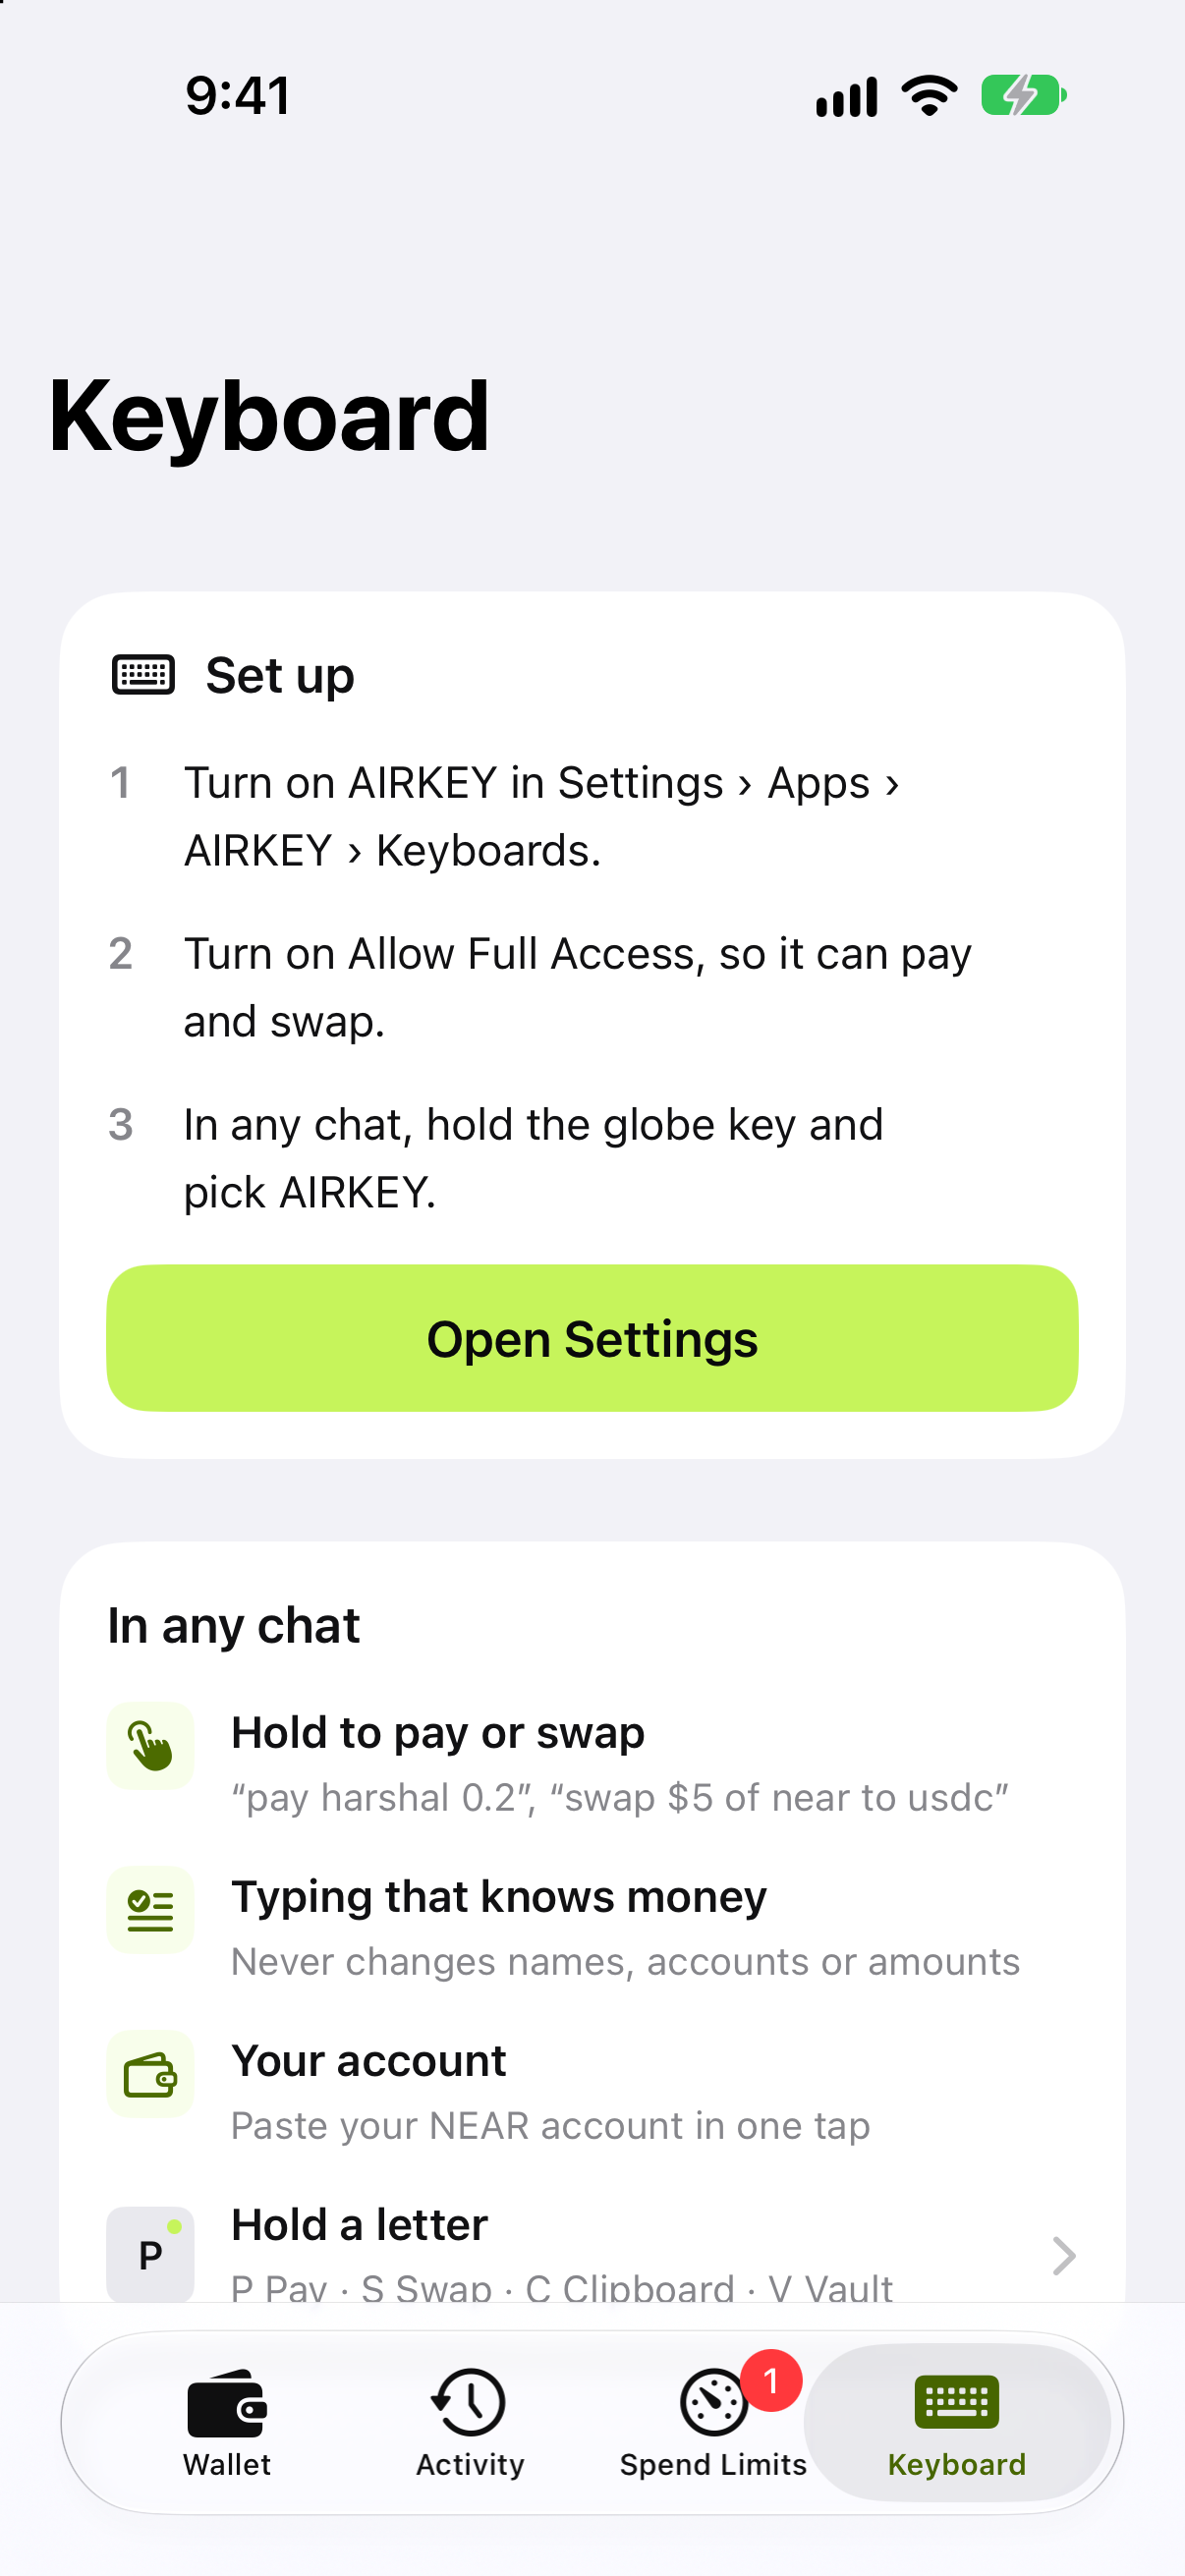 9:41
Keyboard
Set up
1 Turn on AIRKEY in Settings › Apps ›
AIRKEY › Keyboards.
2 Turn on Allow Full Access, so it can pay
and swap.
3 In any chat, hold the globe key and
pick AIRKEY.
Open Settings
In any chat
Hold to pay or swap
“pay harshal 0.2”, “swap $5 of near to usdc”
Typing that knows money
Never changes names, accounts or amounts
Your account
Paste your NEAR account in one tap
P
Hold a letter
P Pay · S Swap · C Clipboard · V Vault
1
Wallet Activity Spend Limits Keyboard